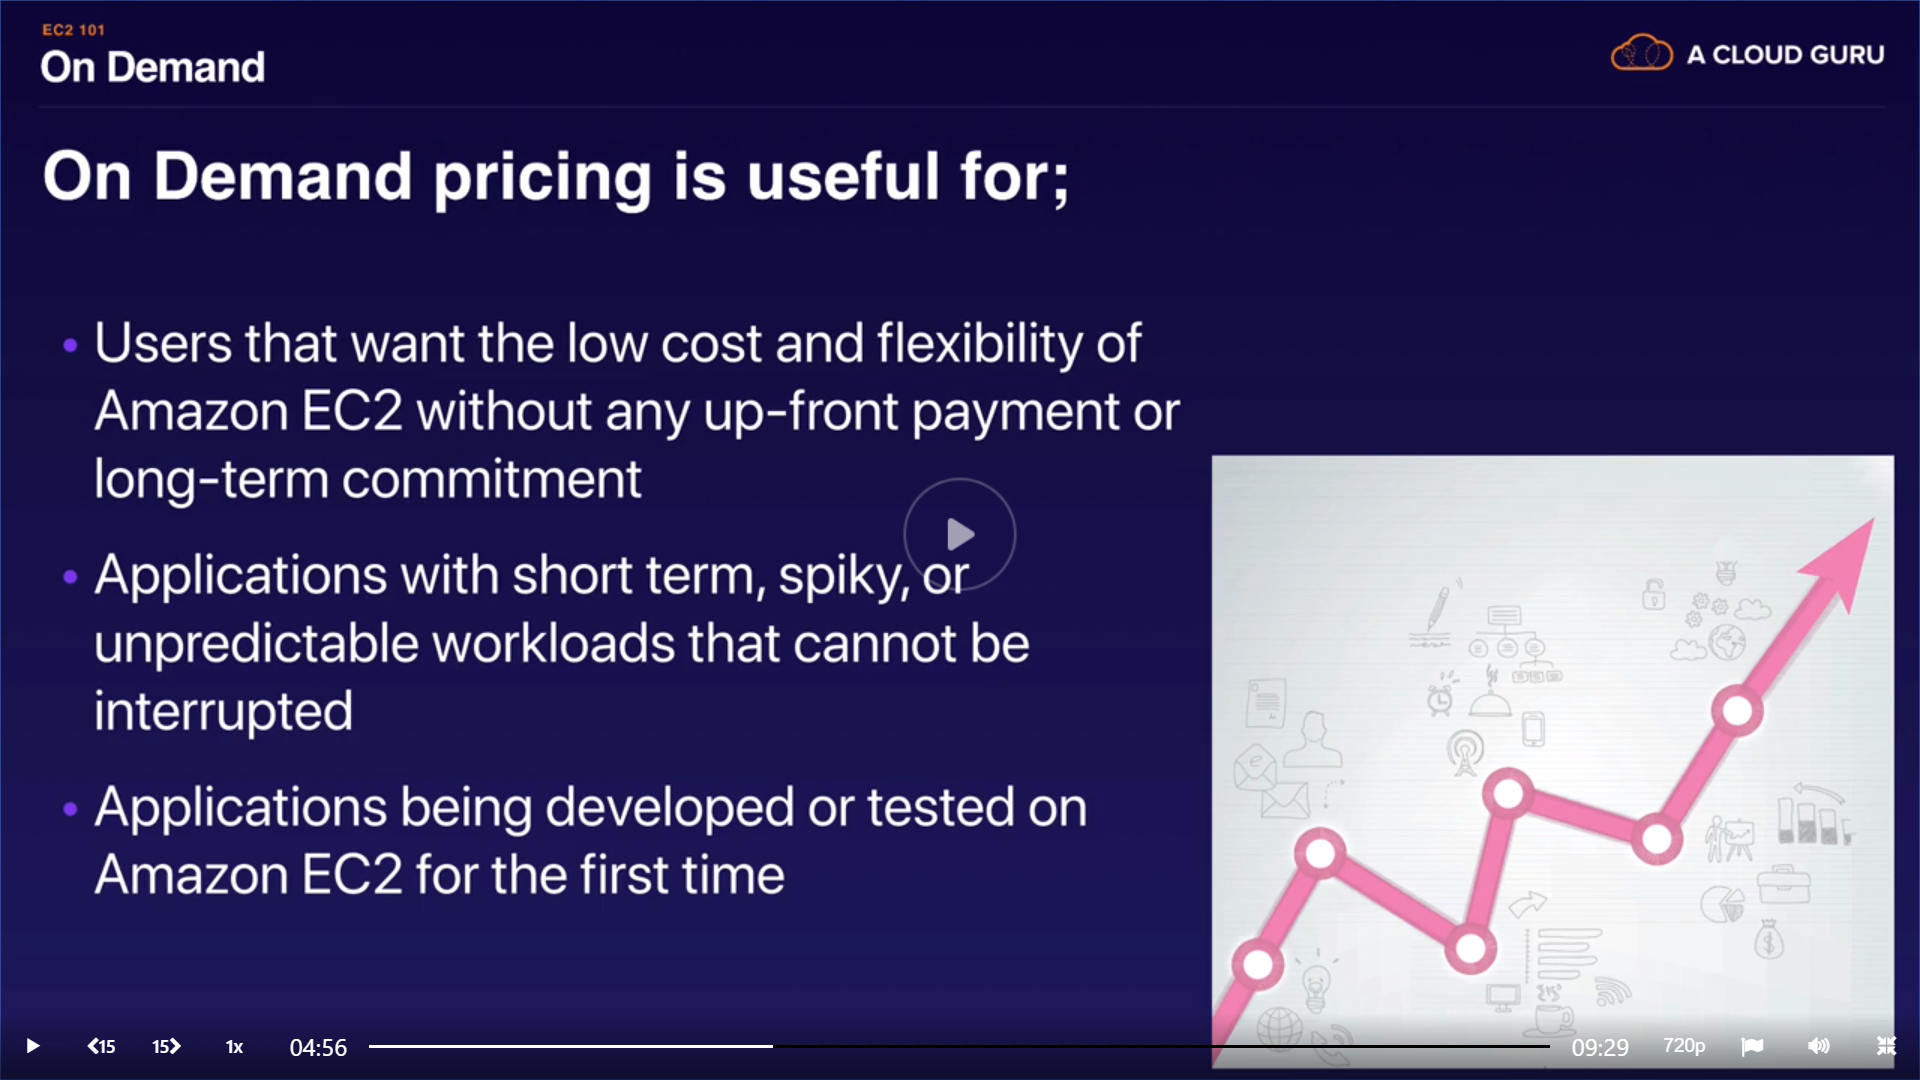 EC2 101
On Demand
A CLOUD GURU
On Demand pricing is useful for;
• Users that want the low cost and flexibility of
Amazon EC2 without any up-front payment or
long-term commitment
• Applications with short term, spiky, or
unpredictable workloads that cannot be
interrupted
• Applications being developed or tested on
Amazon EC2 for the first time
15
15
1x
04:56
09:29
720p